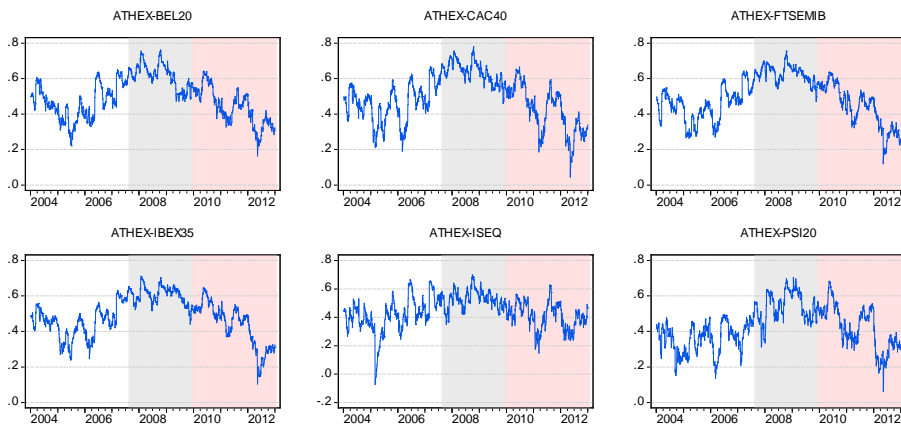 ATHEX-BEL20 ATHEX-CAC40 ATHEX-FTSEMIB
.8 .8 .8
.6 .6 .6
.4 .4 .4
.2 .2 .2
.0 .0 .0
2004 2006 2008 2010 2012 2004 2006 2008 2010 2012 2004 2006 2008 2010 2012
ATHEX-IBEX35 ATHEX-ISEQ ATHEX-PSI20
.8 .8 .8
.6 .6 .6
.4 .4 .4
.2 .2 .2
.0 .0 .0
-.2
2004 2006 2008 2010 2012 2004 2006 2008 2010 2012 2004 2006 2008 2010 2012